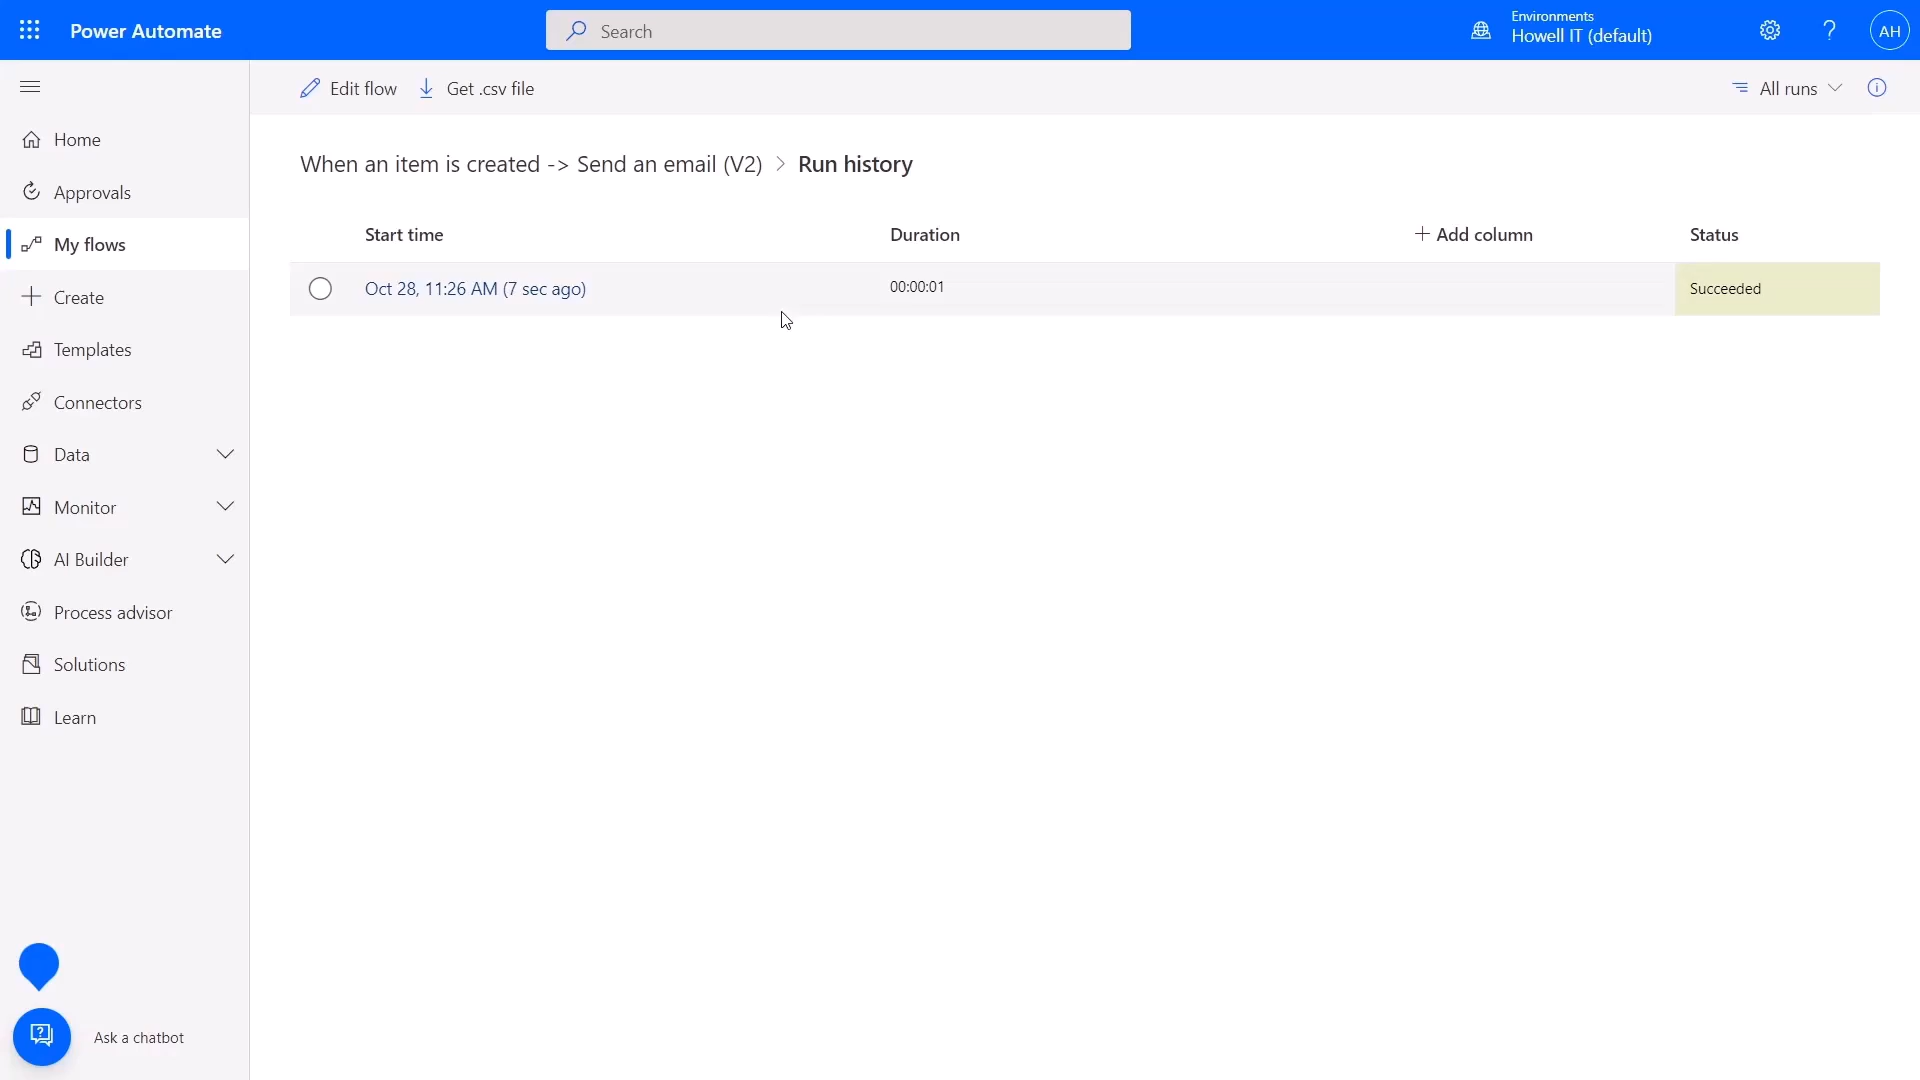 Power Automate
Search
Environments
Howell IT (default)
?
AH
Edit flow
Get .csv file
All runs
Home
Approvals
My flows
Create
Templates
Connectors
Data
Monitor
AI Builder
Process advisor
Solutions
Learn
Ask a chatbot
When an item is created -> Send an email (V2) > Run history
Start time Duration + Add column Status
Oct 28, 11:26 AM (7 sec ago) 00:00:01 Succeeded